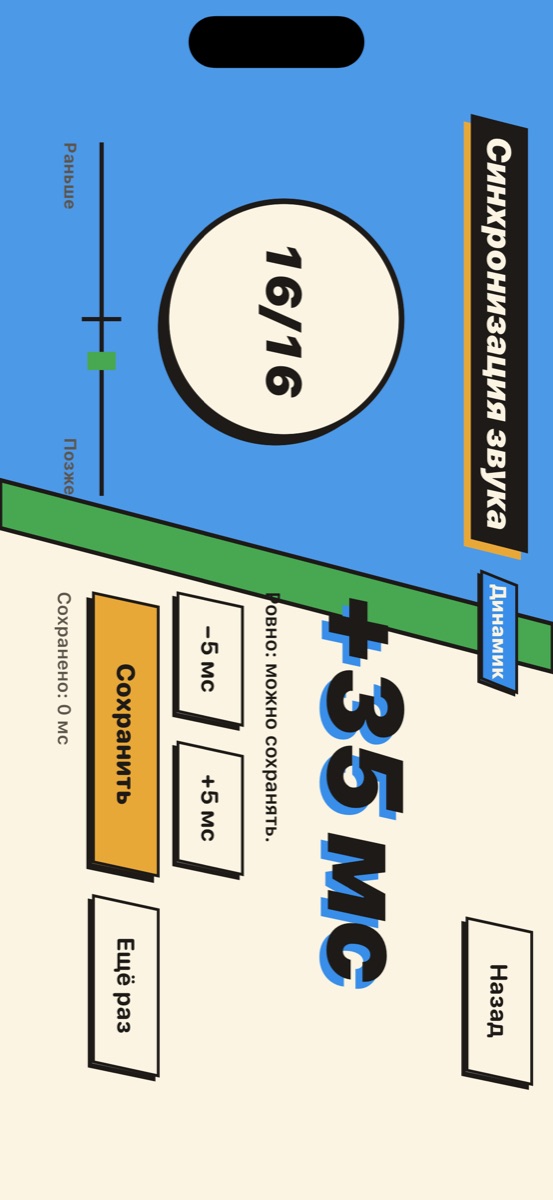 Синхронизация звука
Динамик
Назад
16/16
Раньше
Позже
+35 мс
Ровно: можно сохранять.
−5 мс
+5 мс
Сохранить
Ещё раз
Сохранено: 0 мс